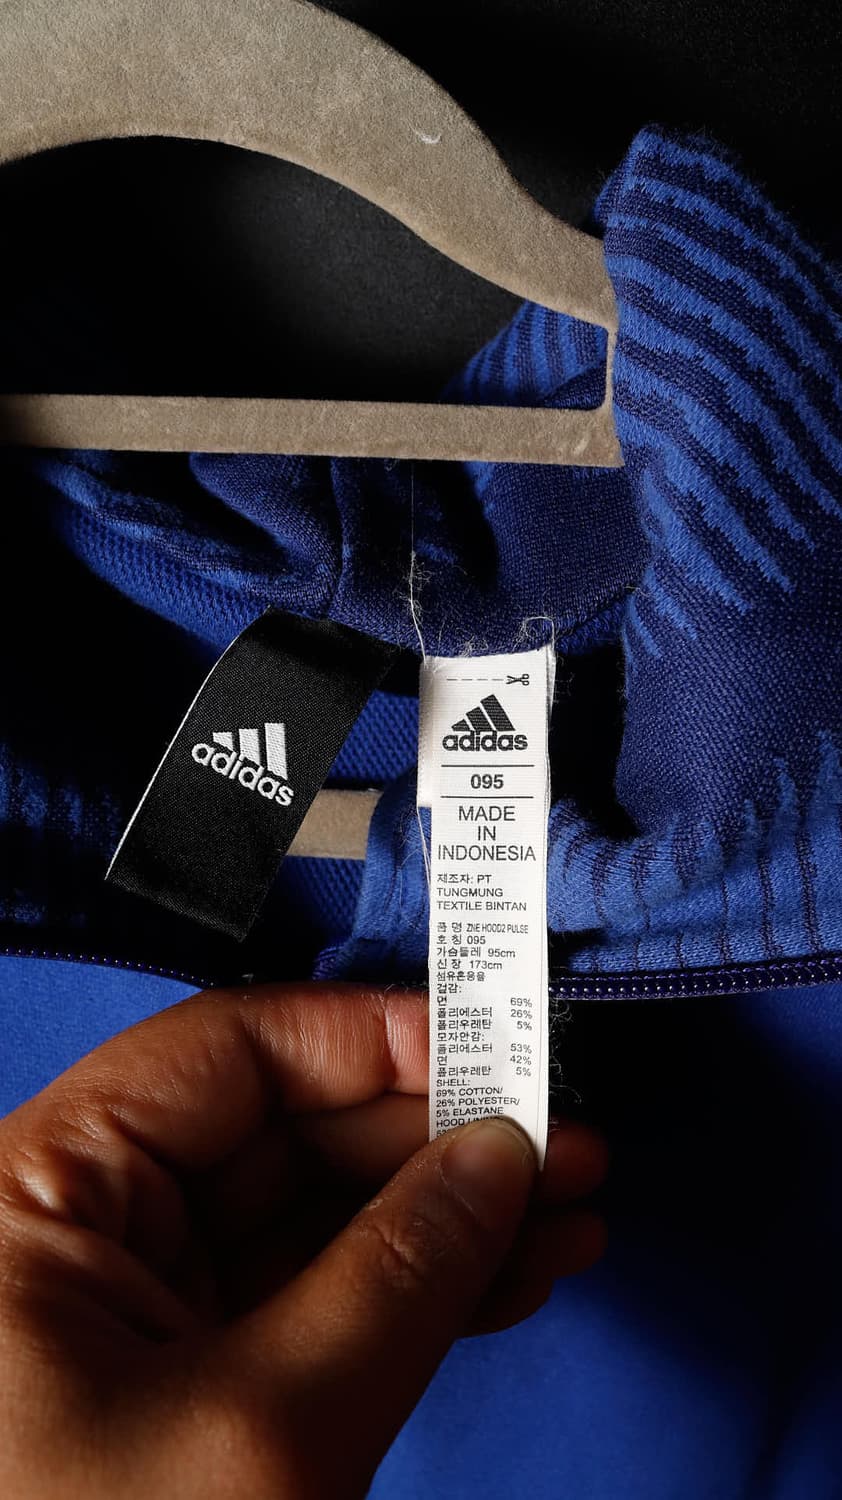 adidas
adidas
095
MADE
IN
INDONESIA
제조자: PT
TUNGMUNG
TEXTILE BINTAN
품 명 ZNE HOOD2 PULSE
호 칭 095
가슴둘레 95cm
신 장 173cm
섬유혼용율
겉감:
면 69%
폴리에스터 26%
폴리우레탄 5%
모자안감:
폴리에스터 53%
면 42%
폴리우레탄 5%
SHELL:
69% COTTON/
26% POLYESTER/
5% ELASTANE
HOOD LINING